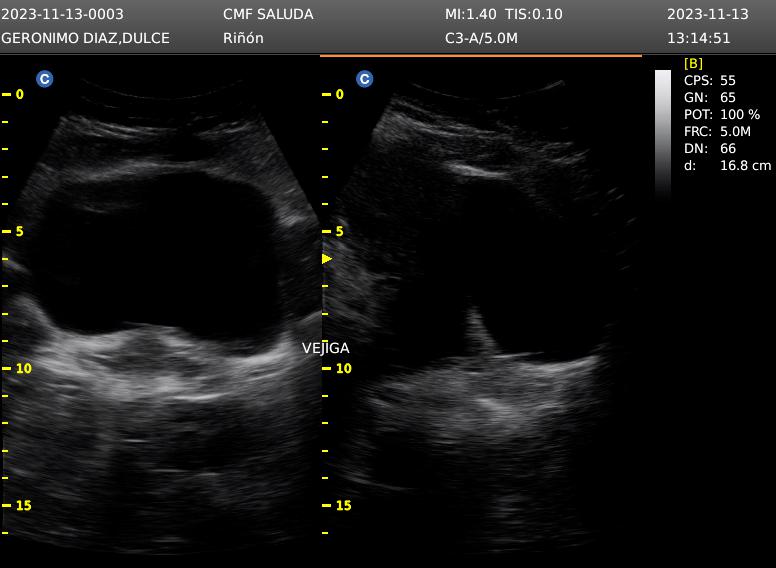 2023-11-13-0003 CMF SALUDA MI:1.40 TIS:0.10 2023-11-13
GERONIMO DIAZ,DULCE Riñón C3-A/5.0M 13:14:51
[B]
C C
CPS: 55
0 0
GN: 65
POT: 100 %
FRC: 5.0M
DN: 66
d: 16.8 cm
5 5
VEJIGA
10 10
15 15